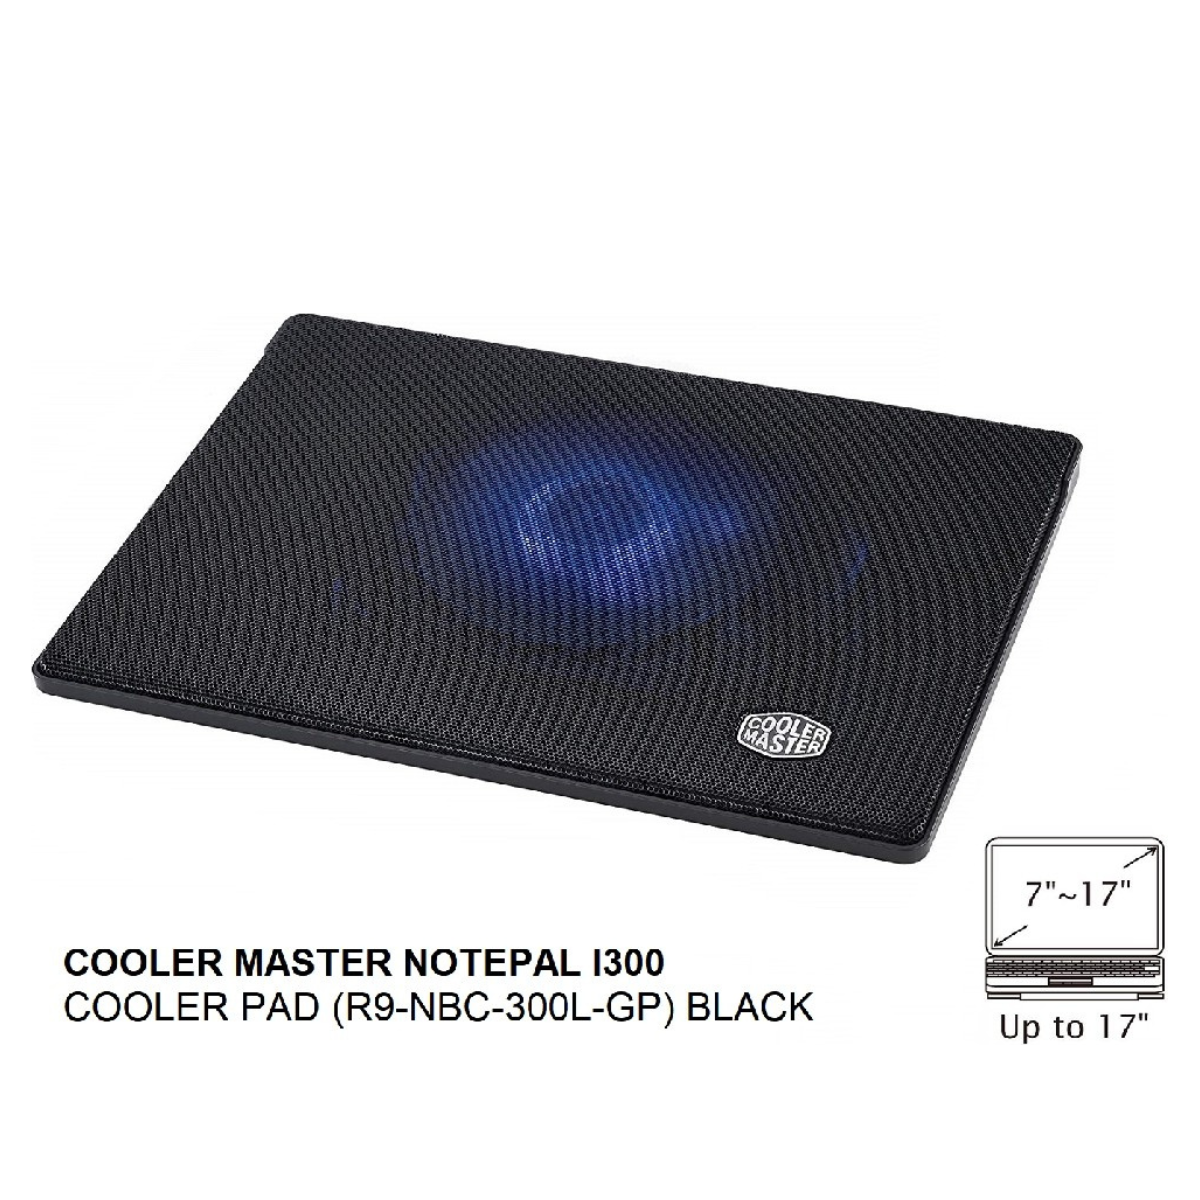 COOLER
MASTER
7"~17"
COOLER MASTER NOTEPAL I300
COOLER PAD (R9-NBC-300L-GP) BLACK
Up to 17"